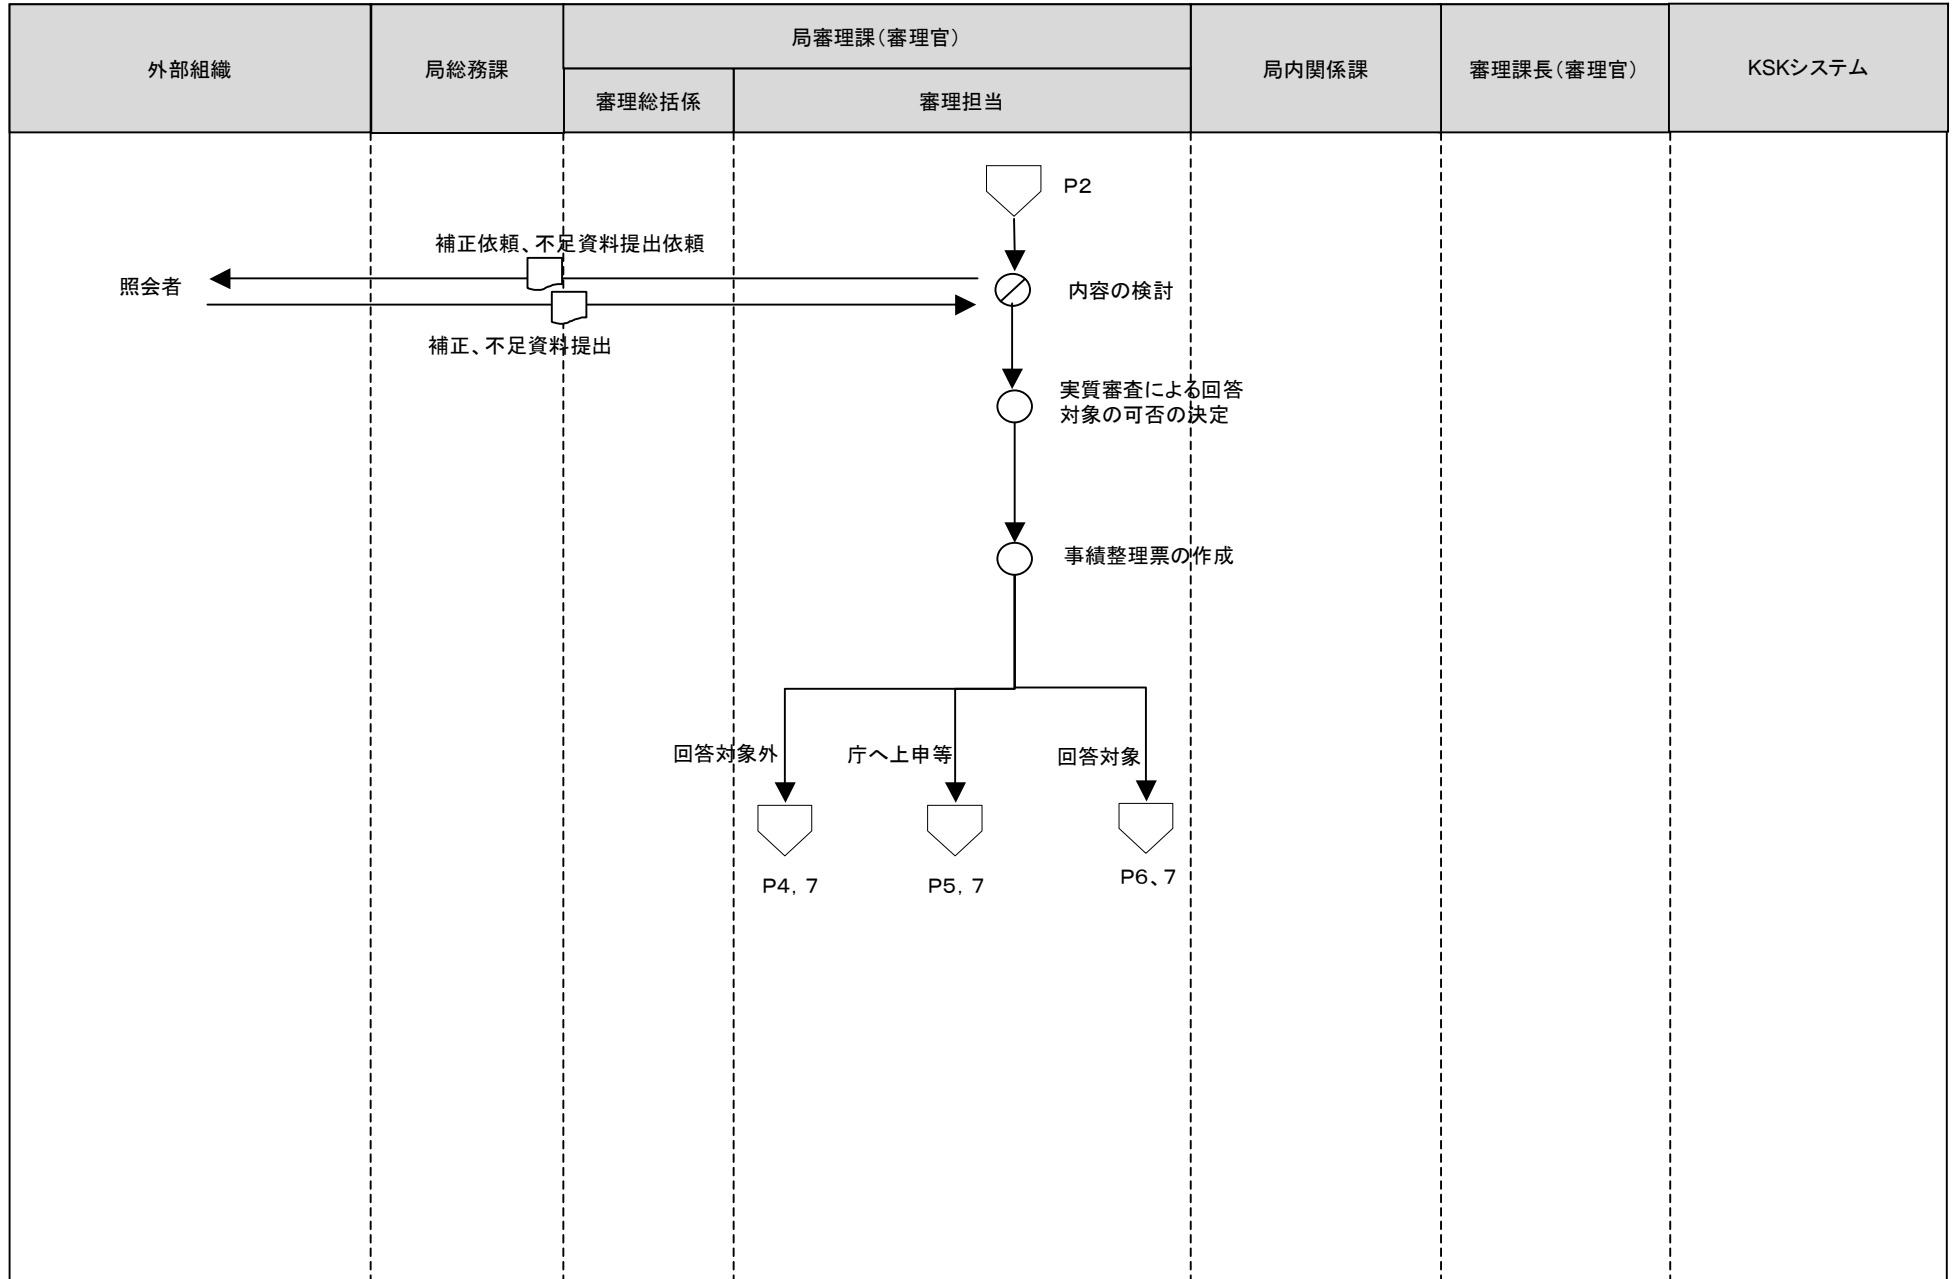 外部組織
局総務課
局審理課(審理官)
審理総括係
審理担当
局内関係課
審理課長(審理官)
KSKシステム
P2
補正依頼、不足資料提出依頼
照会者
内容の検討
補正、不足資料提出
実質審査による回答
対象の可否の決定
事績整理票の作成
回答対象外
庁へ上申等
回答対象
P4,7
P5,7
P6、7